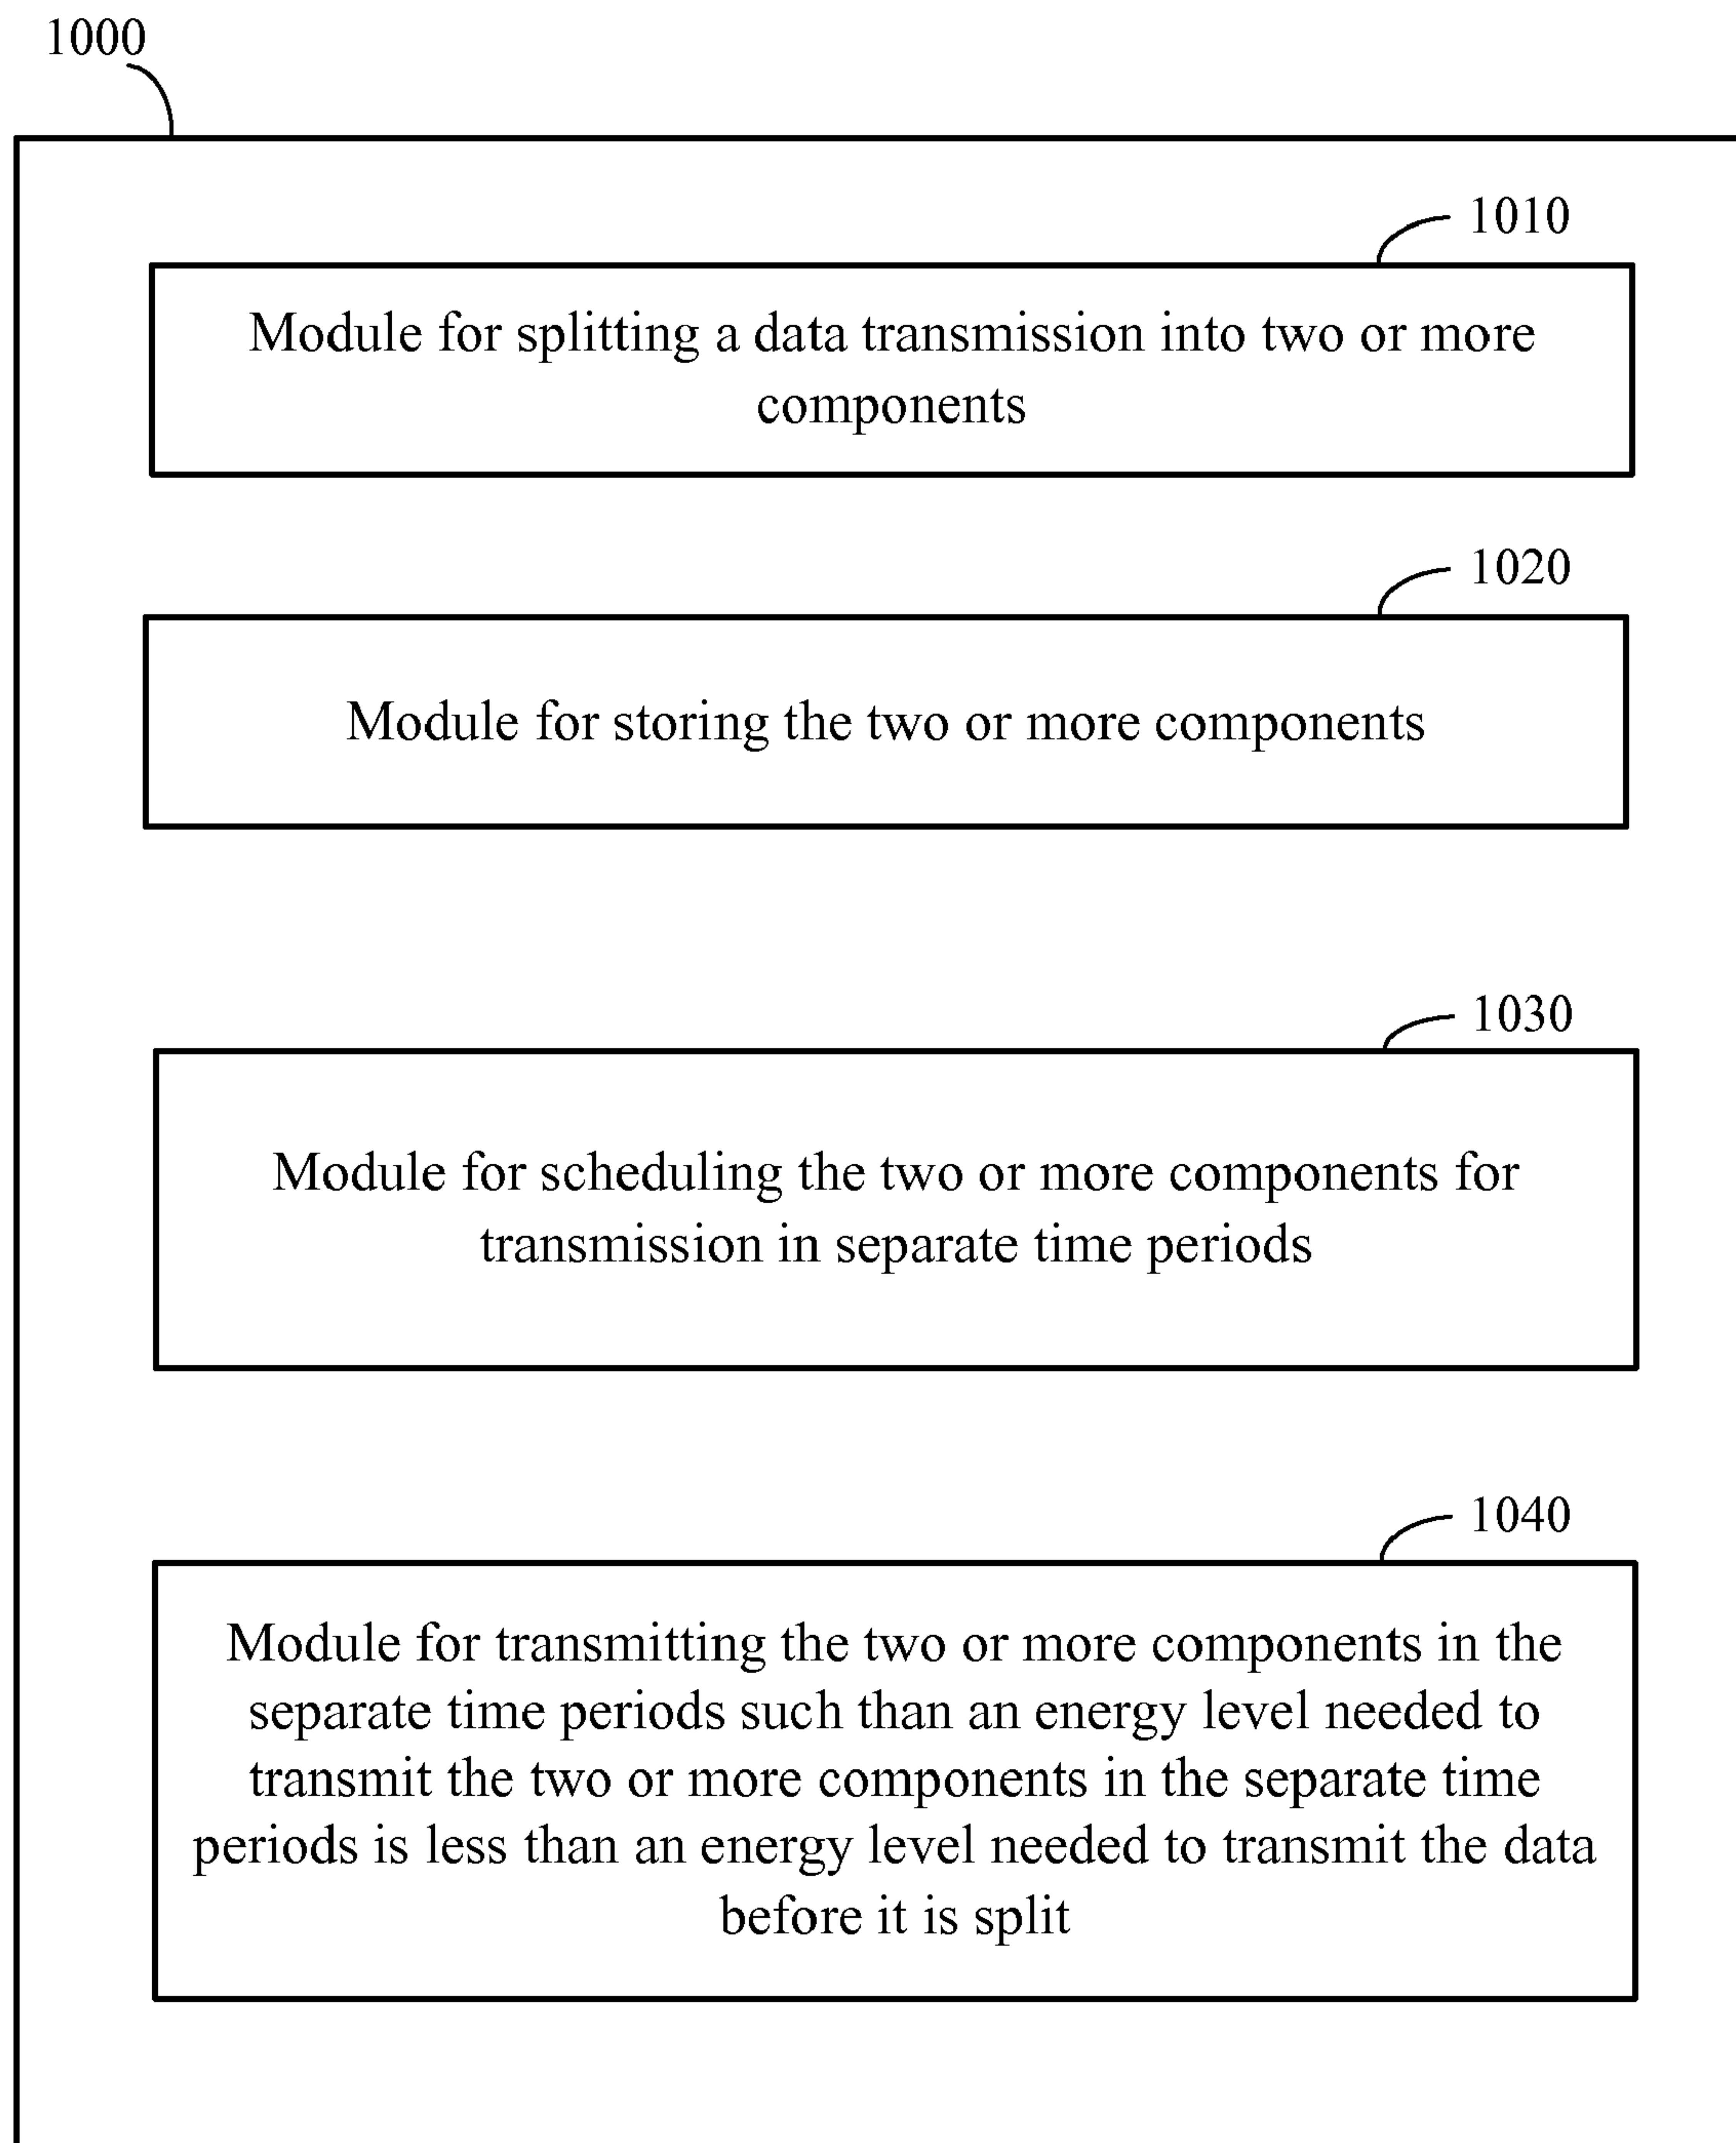 1000
1010
Module for splitting a data transmission into two or more
components
1020
Module for storing the two or more components
1030
Module for scheduling the two or more components for
transmission in separate time periods
1040
Module for transmitting the two or more components in the
separate time periods such than an energy level needed to
transmit the two or more components in the separate time
periods is less than an energy level needed to transmit the data
before it is split